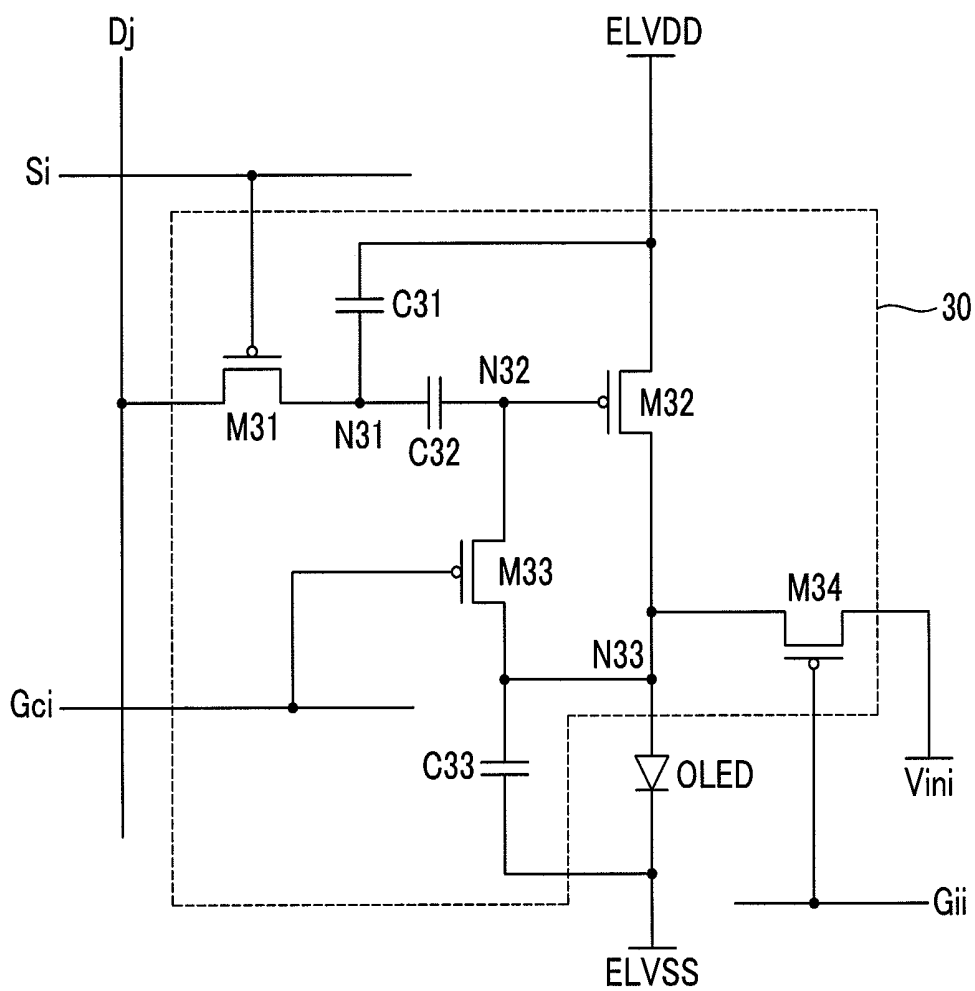 Dj
ELVDD
Si
C31
30
N32
M32
M31
N31
C32
M33
M34
N33
Gci
C33
OLED
Vini
Gii
ELVSS